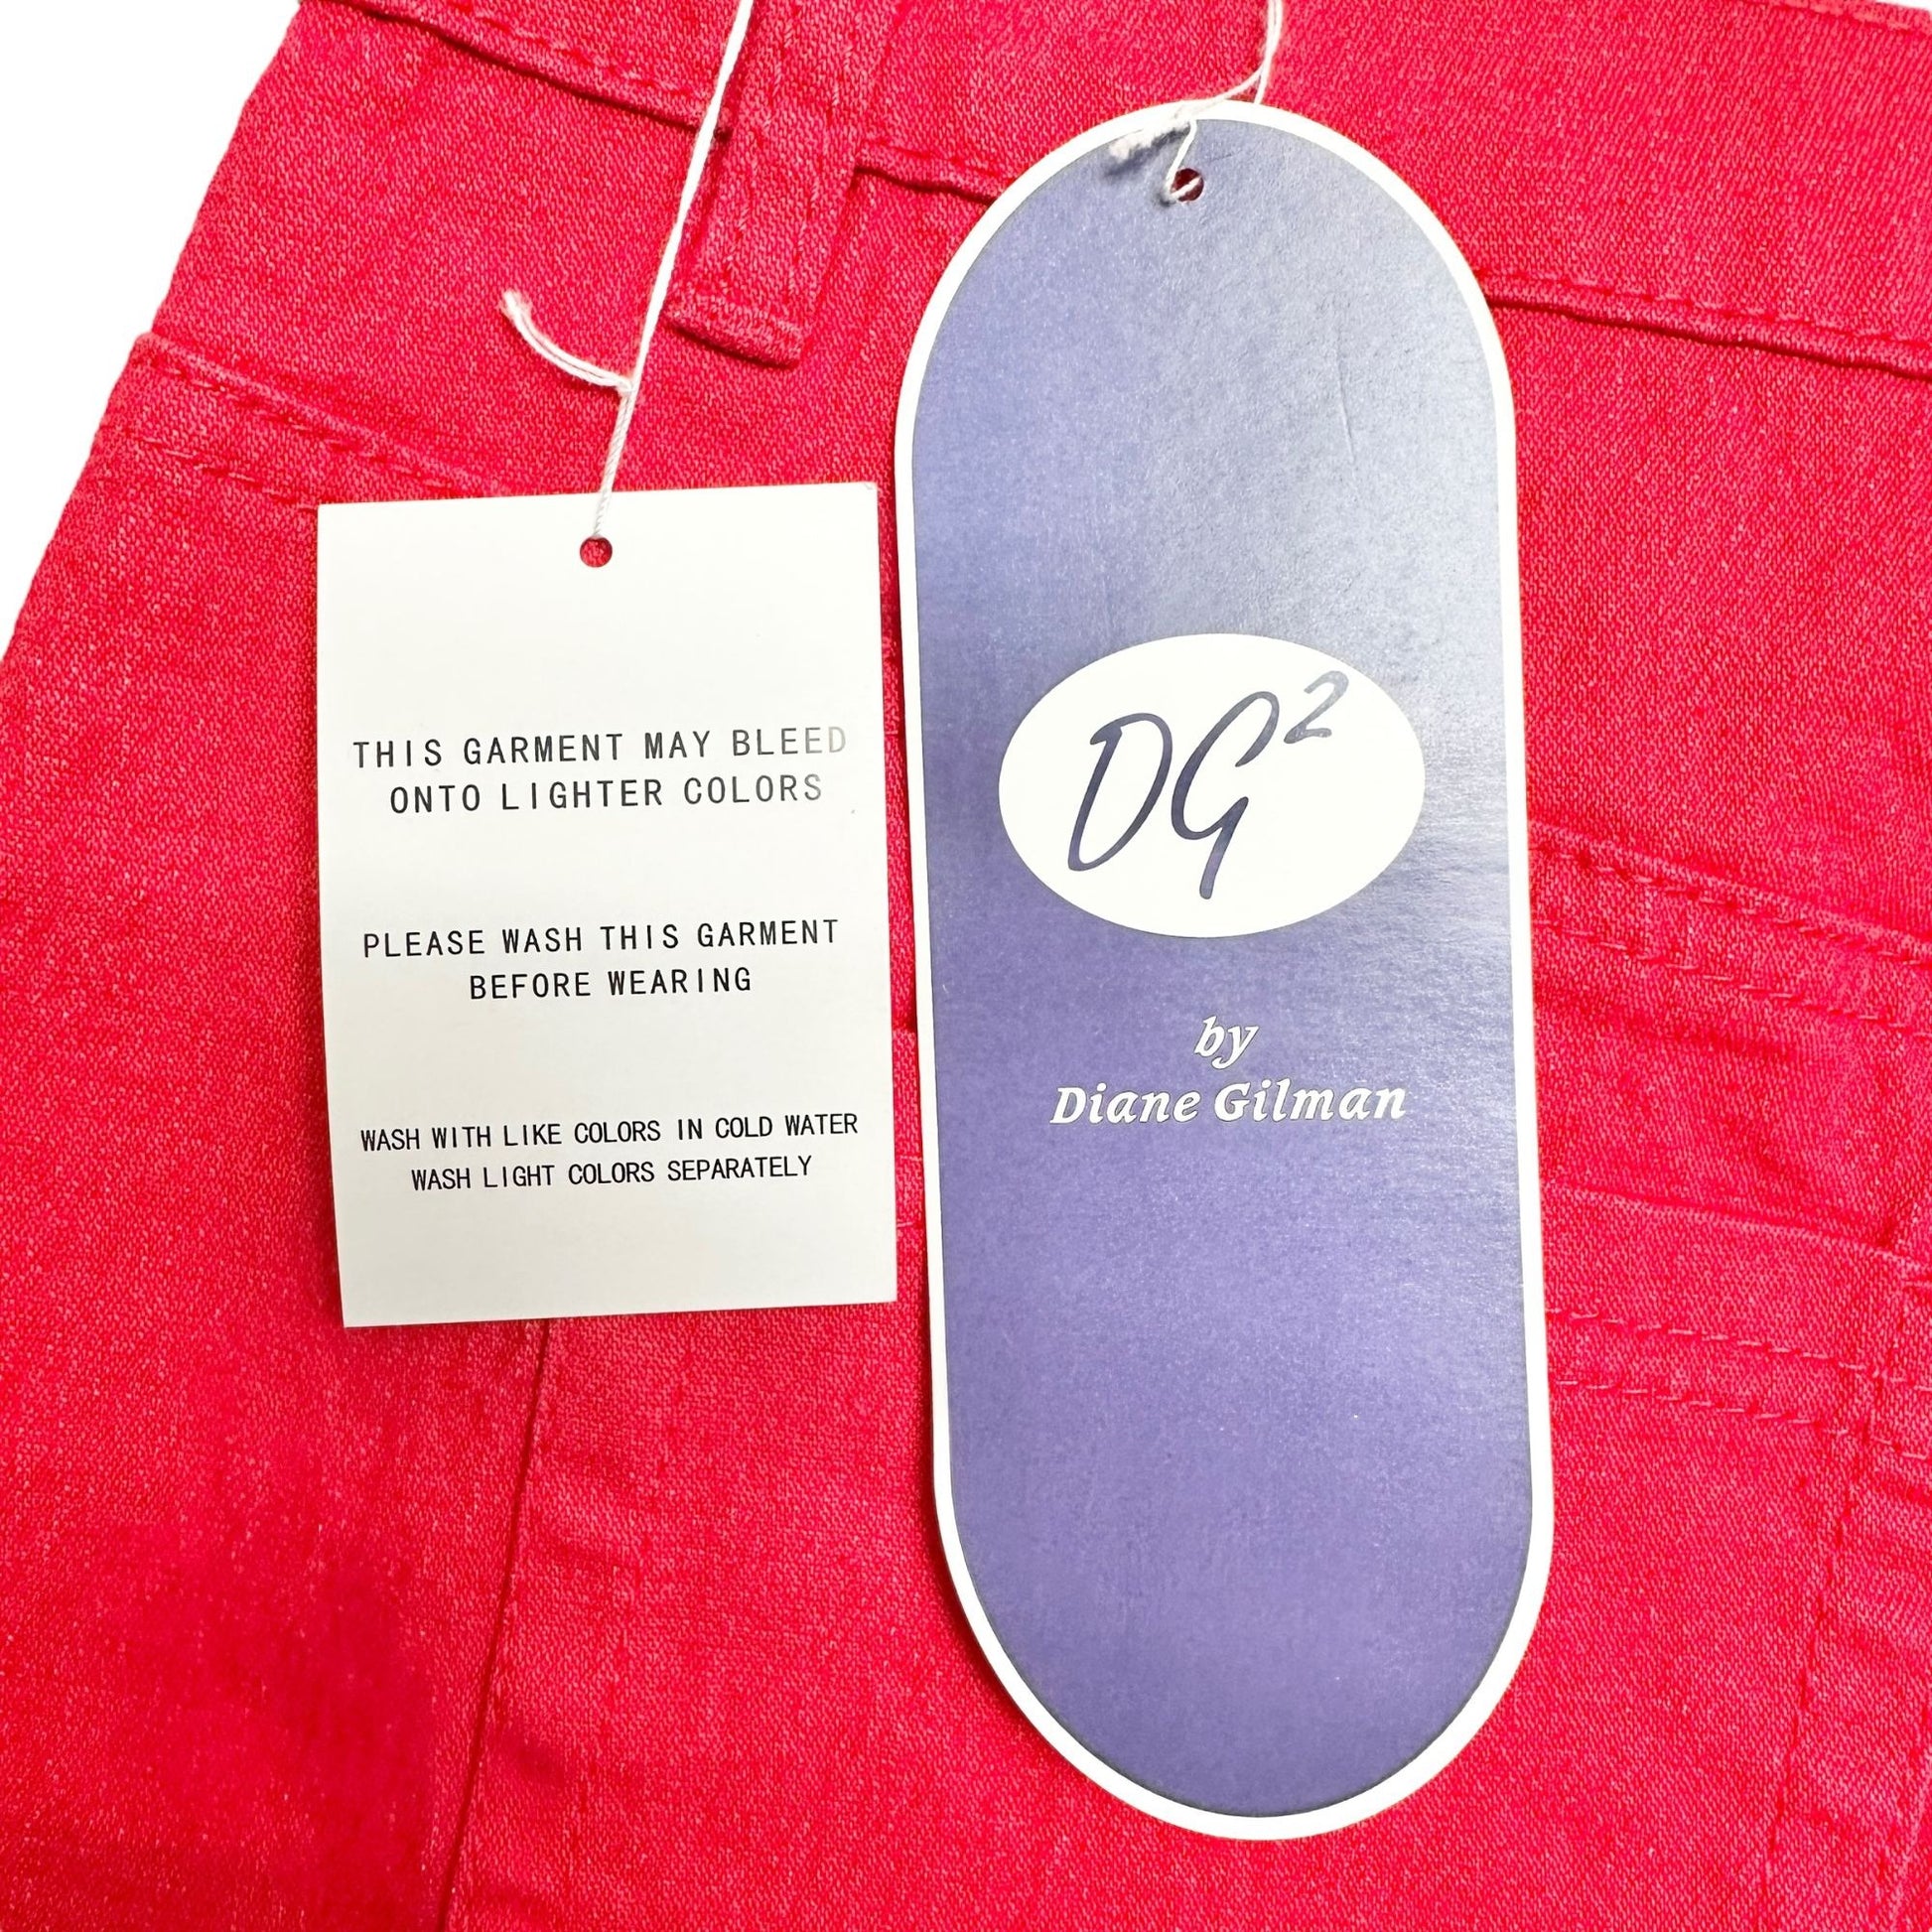 THIS GARMENT MAY BLEED
ONTO LIGHTER COLORS
PLEASE WASH THIS GARMENT
BEFORE WEARING
WASH WITH LIKE COLORS IN COLD WATER
WASH LIGHT COLORS SEPARATELY
DG²
by
Diane Gilman